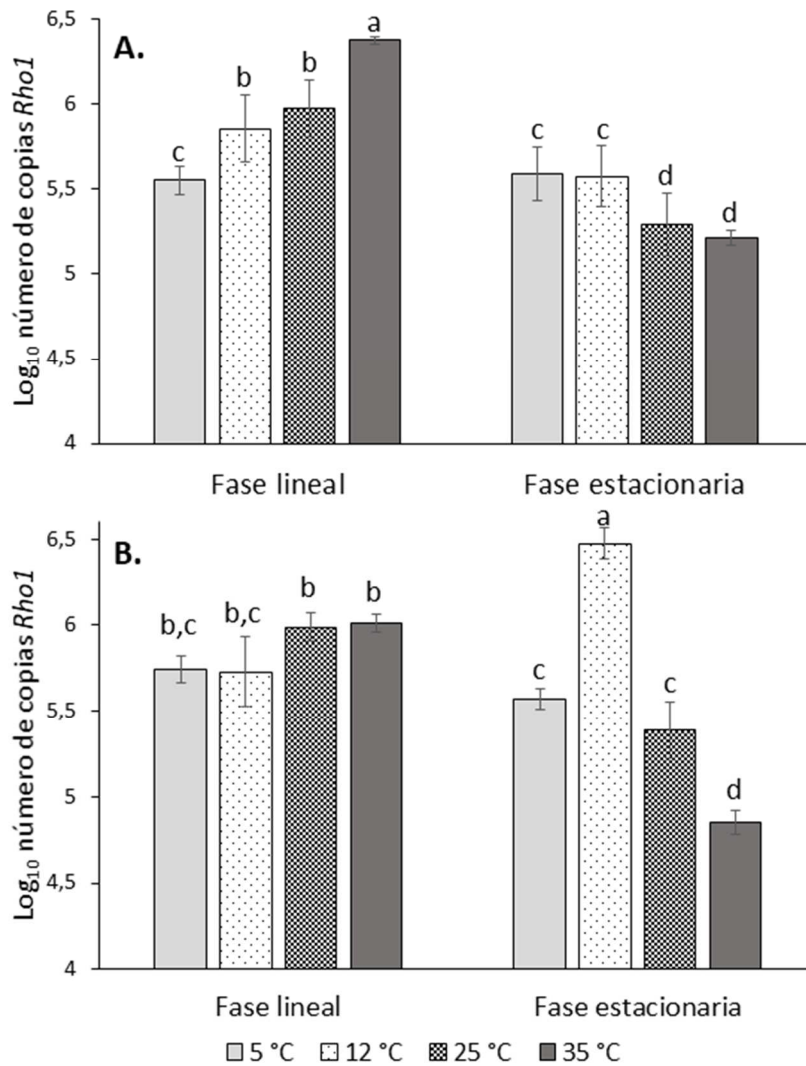 A.
Log₁₀ número de copias Rho1
6,5
6
5,5
5
4,5
4
c
b
b
a
c
c
d
d
Fase lineal
Fase estacionaria
B.
Log₁₀ número de copias Rho1
6,5
6
5,5
5
4,5
4
b,c
b,c
b
b
c
a
c
d
Fase lineal
Fase estacionaria
5 °C 12 °C 25 °C 35 °C